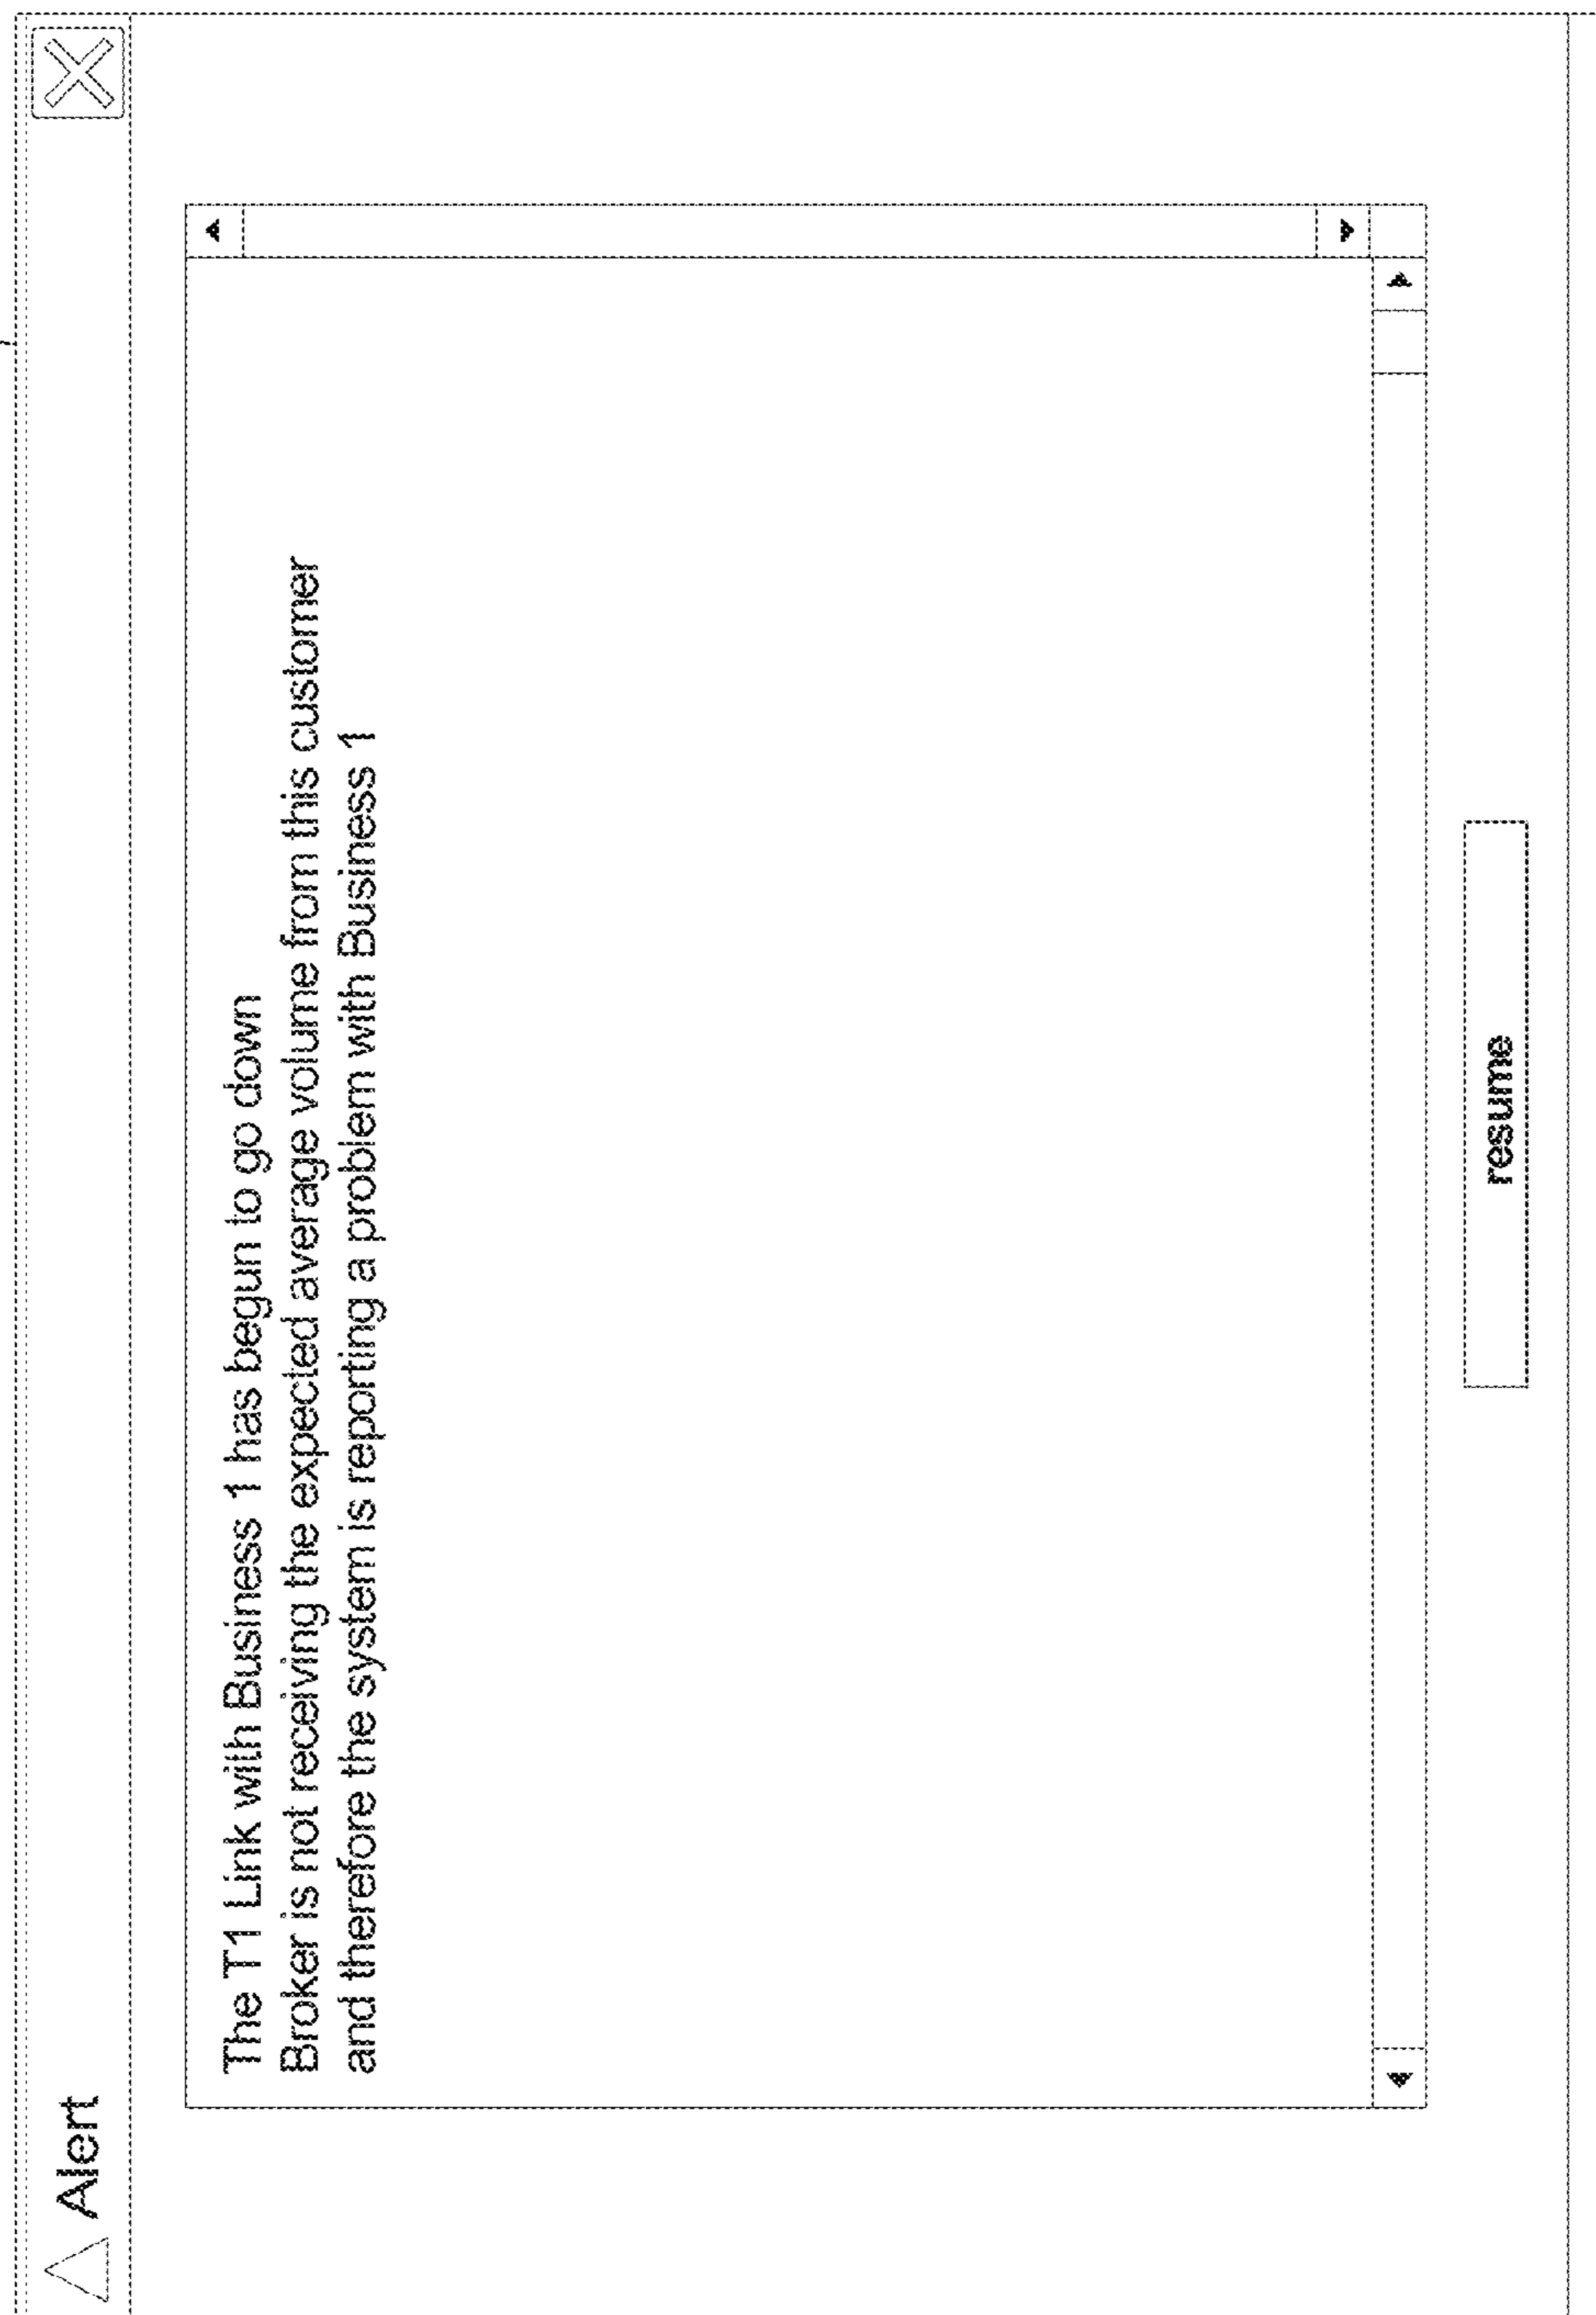 Alert
The T1 Link with Business 1 has begun to go down
Broker is not receiving the expected average volume from this customer
and therefore the system is reporting a problem with Business 1
resume